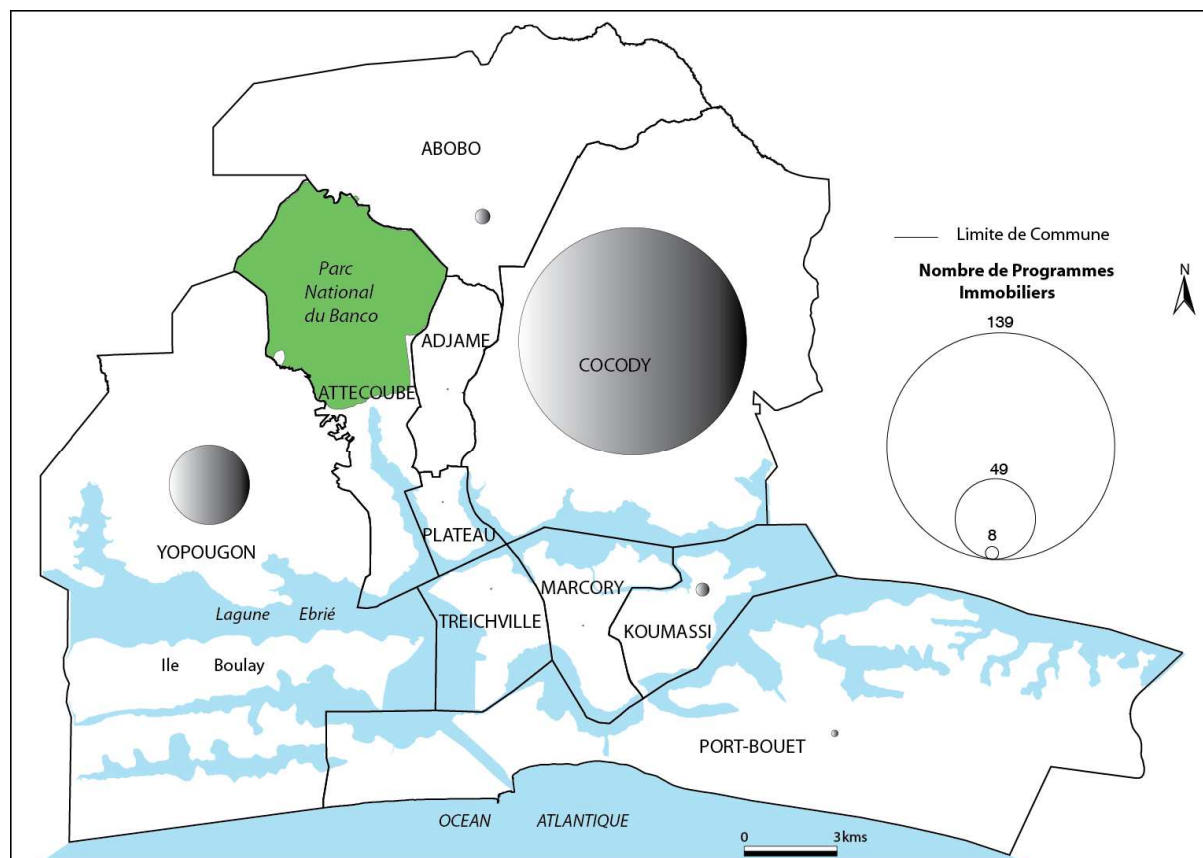 ABOBO
Limite de Commune
Nombre de Programmes
Immobiliers
N
139
Parc
National
du Banco
ADJAME
COCODY
ATTECOUBE
49
8
PLATEAU
YOPOUGON
MARCORY
Lagune Ebrié
TREICHVILLE
KOUMASSI
Ile Boulay
PORT-BOUET
OCEAN ATLANTIQUE
0 3kms